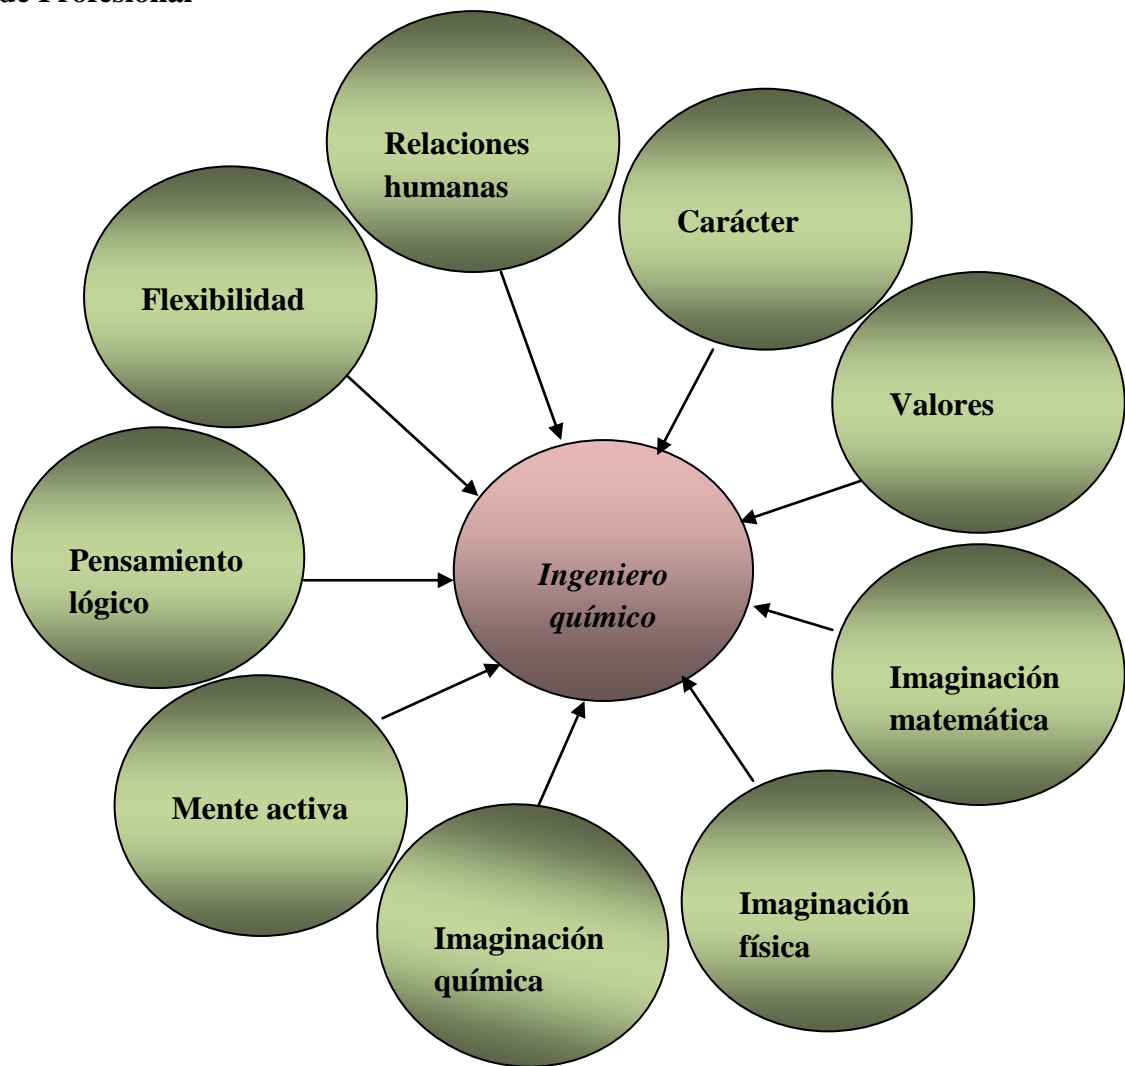 de Profesional
Relaciones
humanas
Carácter
Flexibilidad
Valores
Pensamiento
lógico
Ingeniero
químico
Imaginación
matemática
Mente activa
Imaginación
física
Imaginación
química